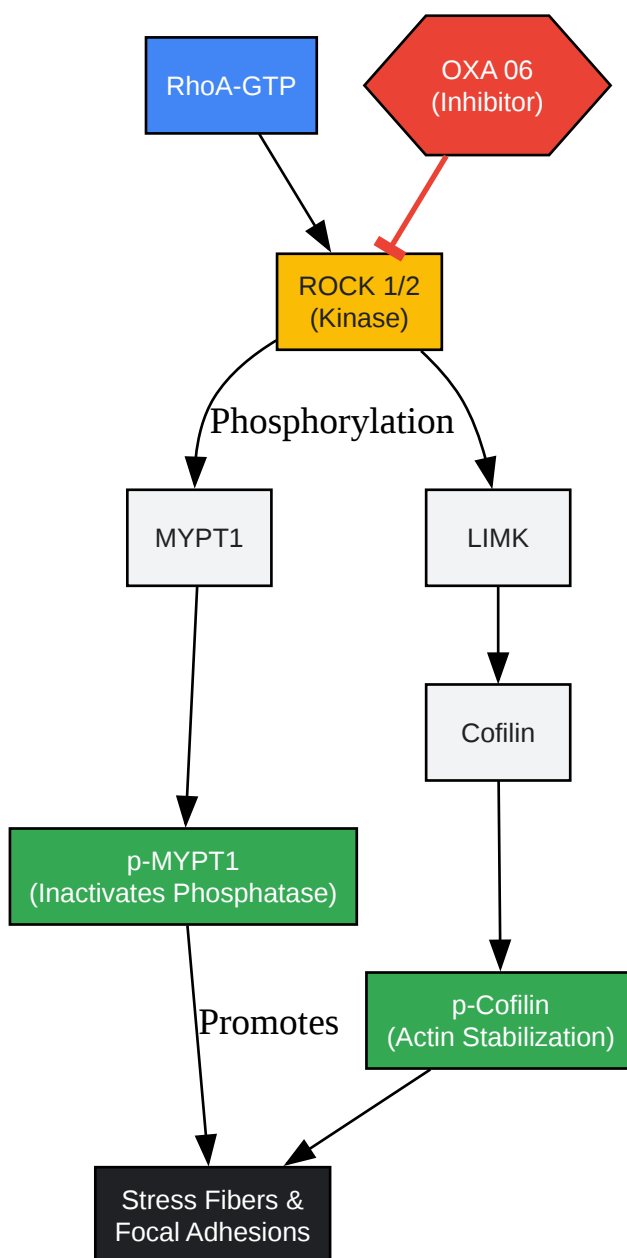 RhoA-GTP
OXA 06
(Inhibitor)
ROCK 1/2
(Kinase)
Phosphorylation
MYPT1
LIMK
Cofilin
p-MYPT1
(Inactivates Phosphatase)
p-Cofilin
(Actin Stabilization)
Promotes
Stress Fibers &
Focal Adhesions